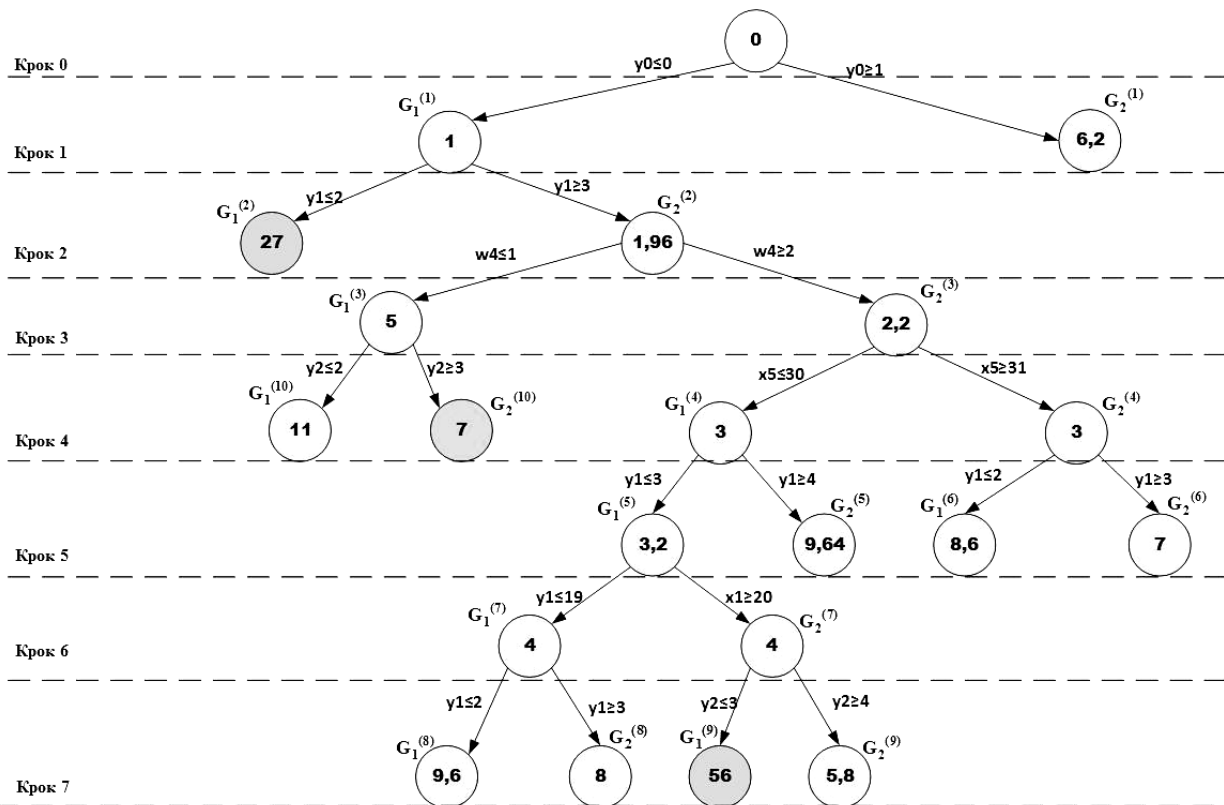 0
Крок 0
y0≤0
y0≥1
G₁⁽¹⁾
G₂⁽¹⁾
1
6,2
Крок 1
y1≤2
y1≥3
G₁⁽²⁾
G₂⁽²⁾
27
1,96
Крок 2
w4≤1
w4≥2
G₁⁽³⁾
G₂⁽³⁾
5
2,2
Крок 3
y2≤2
y2≥3
x5≤30
x5≥31
G₁⁽¹⁰⁾
G₂⁽¹⁰⁾
G₁⁽⁴⁾
G₂⁽⁴⁾
11
7
3
3
Крок 4
y1≤3
y1≥4
y1≤2
y1≥3
G₁⁽⁵⁾
G₂⁽⁵⁾
G₁⁽⁶⁾
G₂⁽⁶⁾
3,2
9,64
8,6
7
Крок 5
y1≤19
x1≥20
G₁⁽⁷⁾
G₂⁽⁷⁾
4
4
Крок 6
y1≤2
y1≥3
y2≤3
y2≥4
G₁⁽⁸⁾
G₂⁽⁸⁾
G₁⁽⁹⁾
G₂⁽⁹⁾
9,6
8
56
5,8
Крок 7